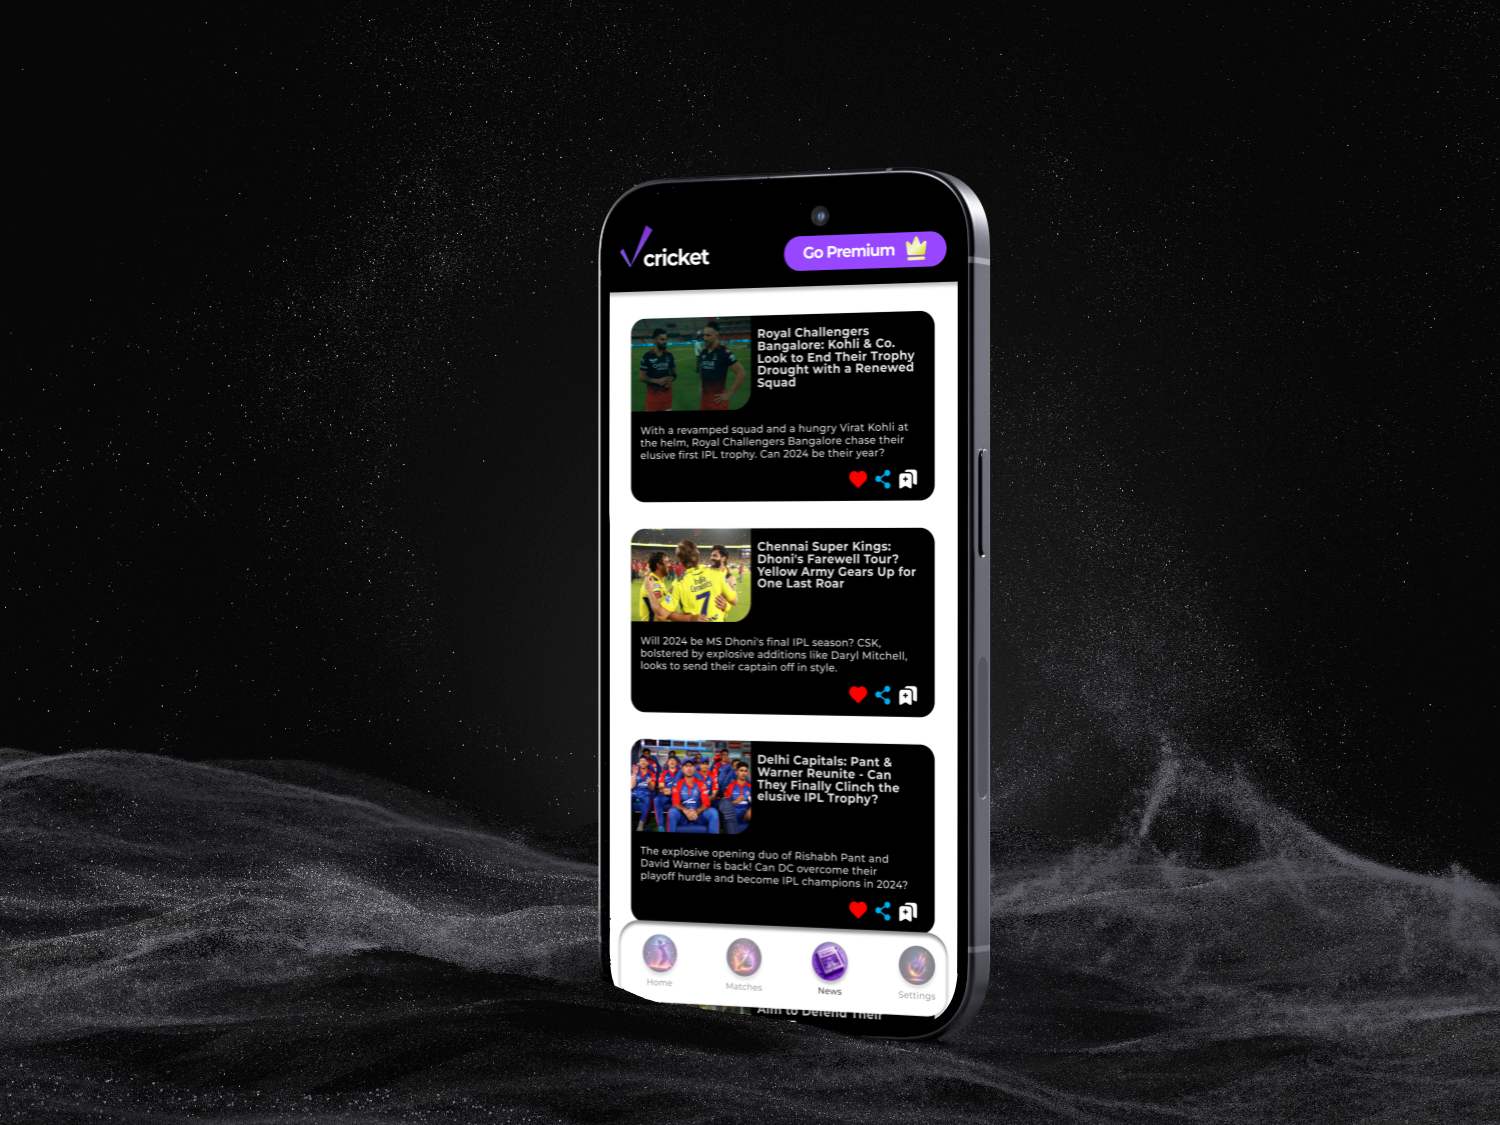 cricket
Go Premium
Royal Challengers
Bangalore: Kohli & Co.
Look to End Their Trophy
Drought with a Renewed
Squad
With a revamped squad and a hungry Virat Kohli at
the helm, Royal Challengers Bangalore chase their
elusive first IPL trophy. Can 2024 be their year?
Chennai Super Kings:
Dhoni's Farewell Tour?
Yellow Army Gears Up for
One Last Roar
7
Will 2024 be MS Dhoni's final IPL season? CSK,
bolstered by explosive additions like Daryl Mitchell,
looks to send their captain off in style.
Delhi Capitals: Pant &
Warner Reunite - Can
They Finally Clinch the
elusive IPL Trophy?
The explosive opening duo of Rishabh Pant and
David Warner is back! Can DC overcome their
playoff hurdle and become IPL champions in 2024?
Home
Matches
News
Settings
Aim to Defend Their